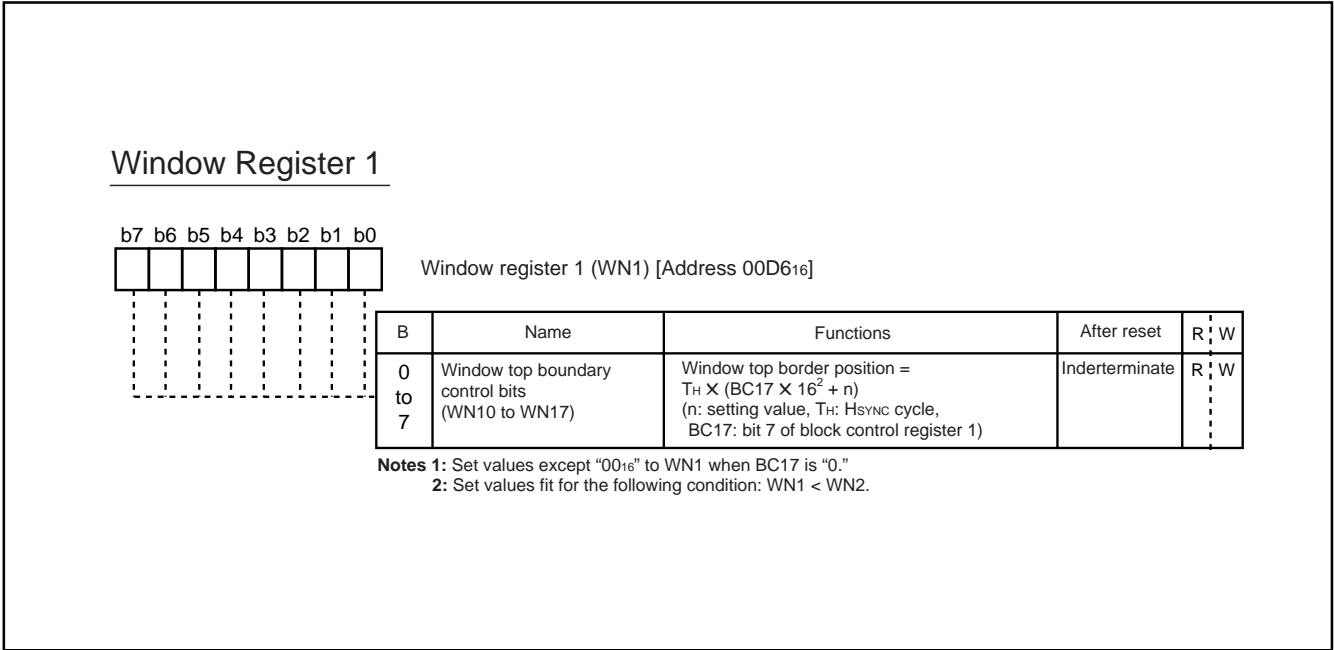 Window Register 1
b7 b6 b5 b4 b3 b2 b1 b0
Window register 1 (WN1) [Address 00D6₁₆]
B Name Functions After reset R W
0 to 7
Window top boundary
control bits
(WN10 to WN17)
Window top border position =
TH X (BC17 X 16² + n)
(n: setting value, TH: HSYNC cycle,
BC17: bit 7 of block control register 1)
Inderterminate R W
Notes 1: Set values except “00₁₆” to WN1 when BC17 is “0.”
2: Set values fit for the following condition: WN1 < WN2.